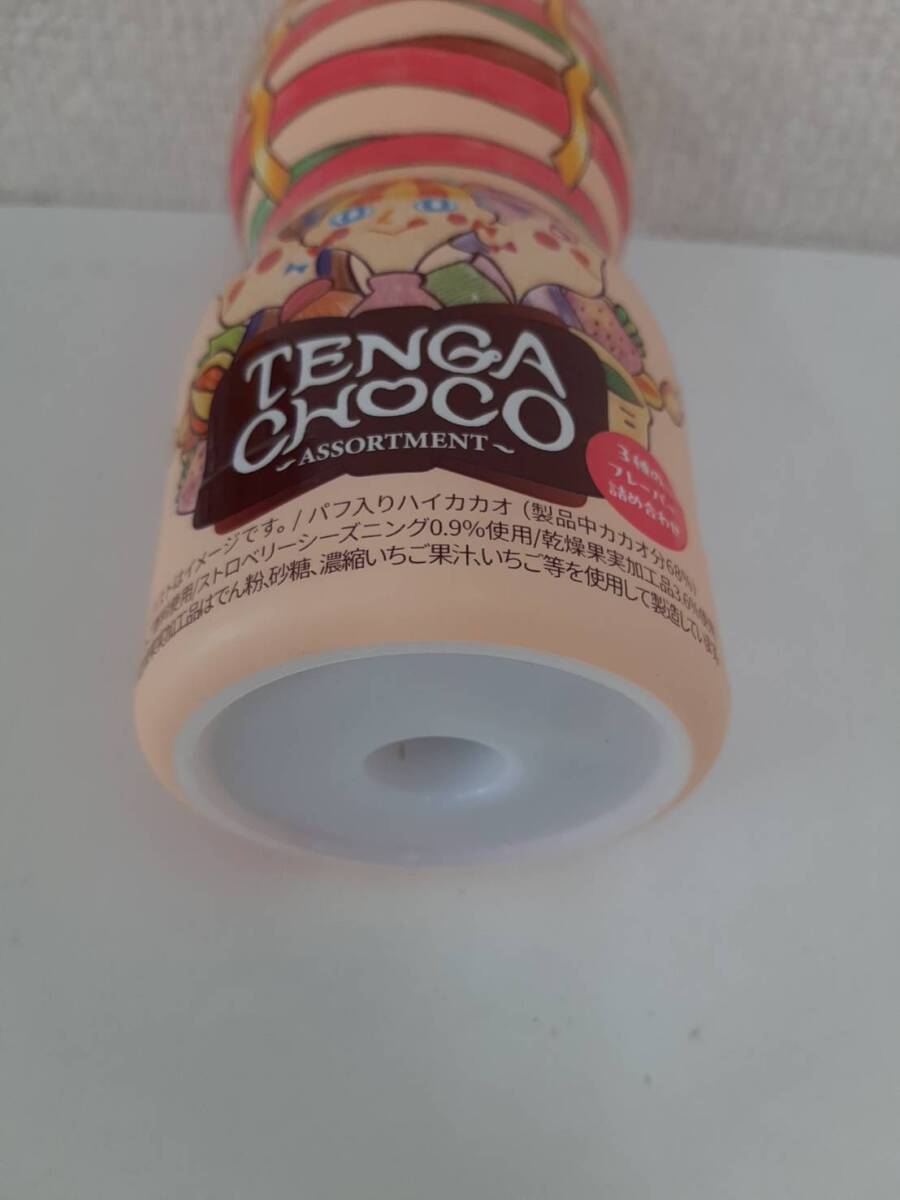 TENGA
CHOCO
~ASSORTMENT~
3種の
フレーバー
詰め合わせ
はイメージです。/ パフ入りハイカカオ (製品中カカオ分68%)
使用/ストロベリーシーズニング0.9%使用/乾燥果実加工品3.6%使用
果実加工品はでん粉、砂糖、濃縮いちご果汁、いちご等を使用して製造しています。